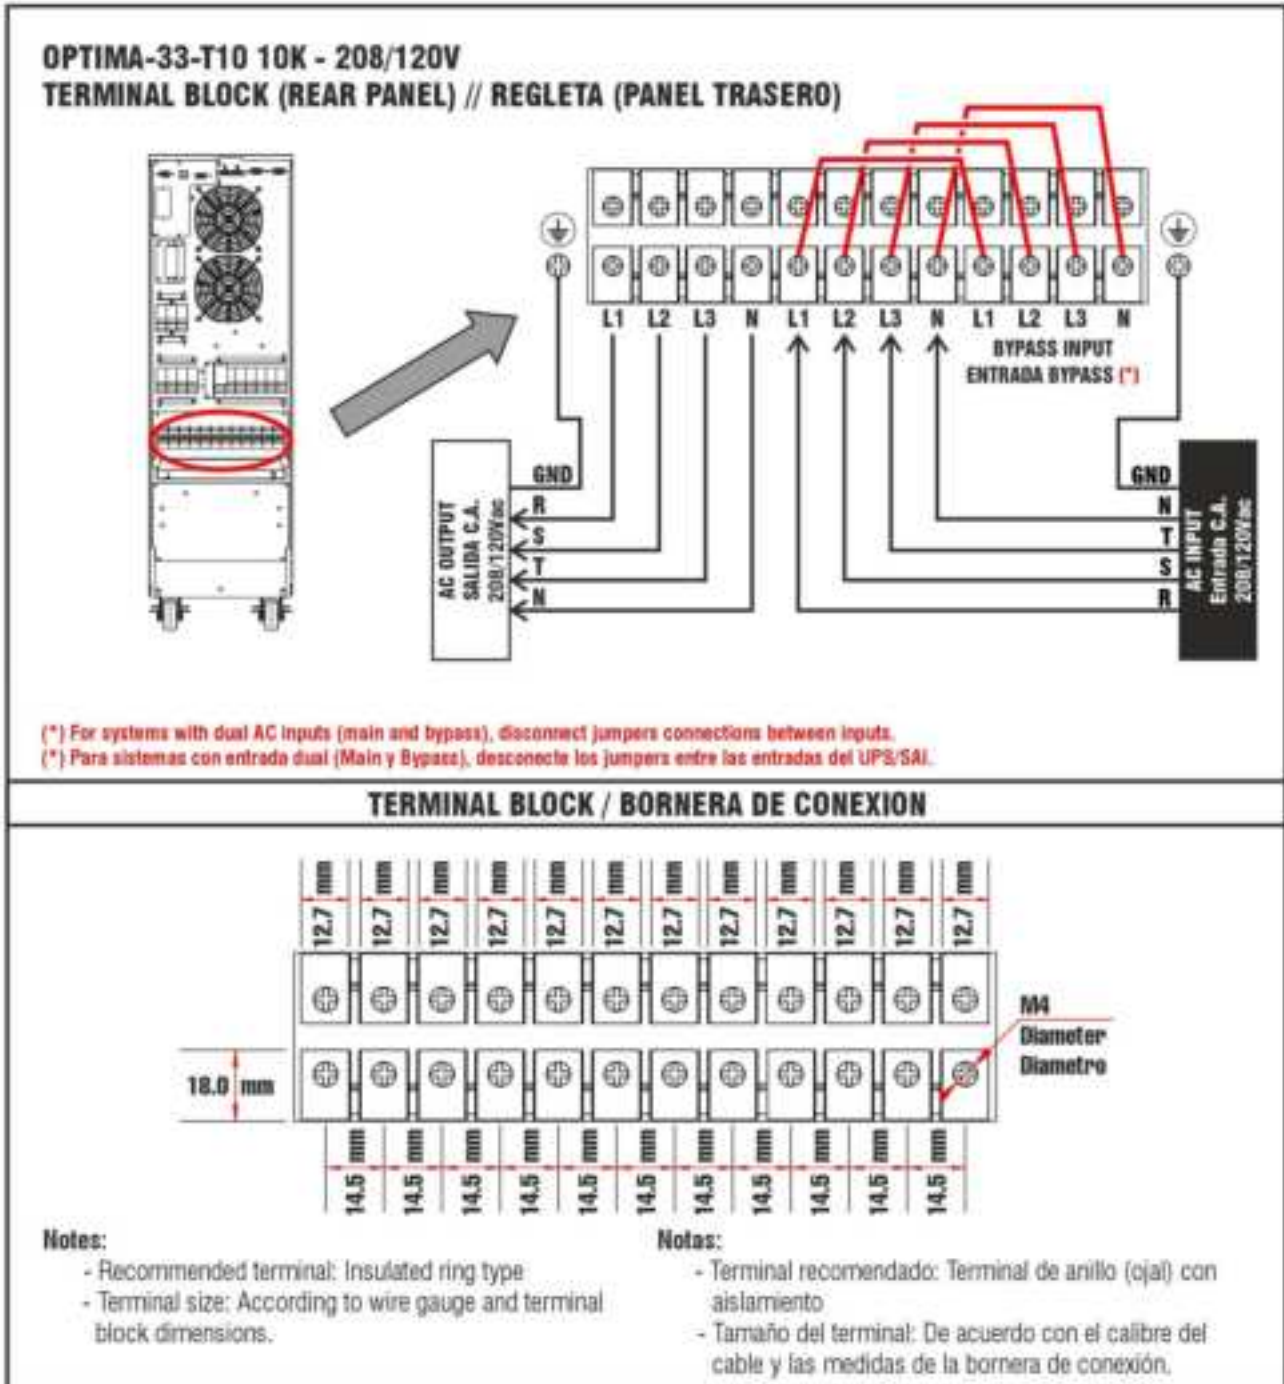 OPTIMA-33-T10 10K - 208/120V
TERMINAL BLOCK (REAR PANEL) // REGLETA (PANEL TRASERO)
L1 L2 L3 N L1 L2 L3 N L1 L2 L3 N
BYPASS INPUT
ENTRADA BYPASS (*)
AC OUTPUT
SALIDA C.A.
208/120Vac
GND
R
S
T
N
GND
N
T
S
R
AC INPUT
Entrada C.A.
208/120Vac
(*) For systems with dual AC inputs (main and bypass), disconnect jumpers connections between inputs.
(*) Para sistemas con entrada dual (Main y Bypass), desconecte los jumpers entre las entradas del UPS/SAI.
TERMINAL BLOCK / BORNERA DE CONEXION
12.7 mm 12.7 mm 12.7 mm 12.7 mm 12.7 mm 12.7 mm 12.7 mm 12.7 mm 12.7 mm 12.7 mm 12.7 mm 12.7 mm
M4
Diameter
Diametro
18.0 mm
14.5 mm 14.5 mm 14.5 mm 14.5 mm 14.5 mm 14.5 mm 14.5 mm 14.5 mm 14.5 mm 14.5 mm 14.5 mm
Notes:
- Recommended terminal: Insulated ring type
- Terminal size: According to wire gauge and terminal
block dimensions.
Notas:
- Terminal recomendado: Terminal de anillo (ojal) con
aislamiento
- Tamaño del terminal: De acuerdo con el calibre del
cable y las medidas de la bornera de conexión.